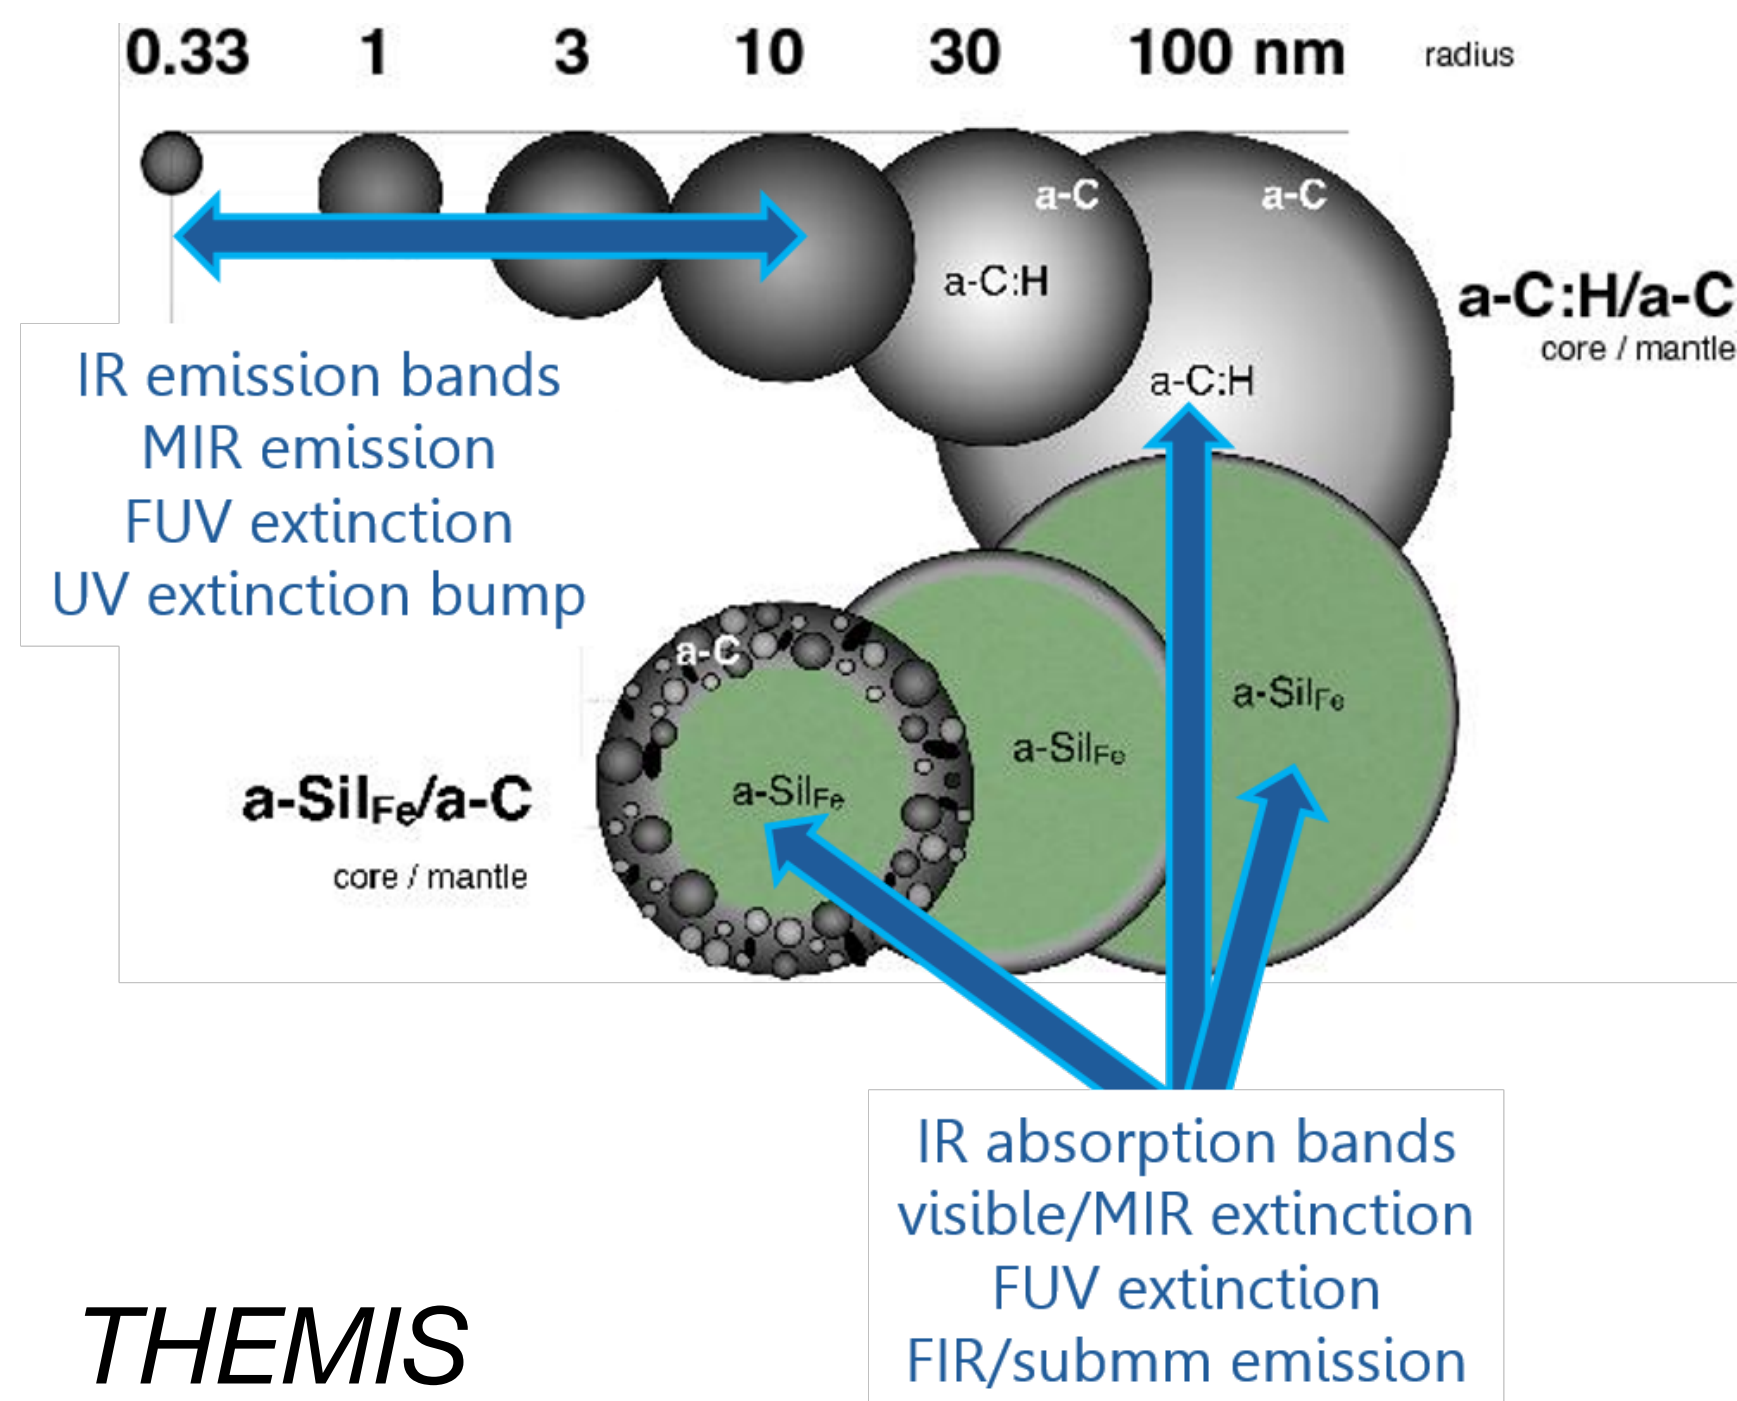 0.33 1 3 10 30 100 nm radius
a-C a-C
a-C:H
a-C:H/a-C
core / mantle
a-C:H
IR emission bands
MIR emission
FUV extinction
UV extinction bump
a-C
a-SilFe
a-SilFe
a-SilFe
a-SilFe/a-C
core / mantle
IR absorption bands
visible/MIR extinction
FUV extinction
FIR/submm emission
THEMIS